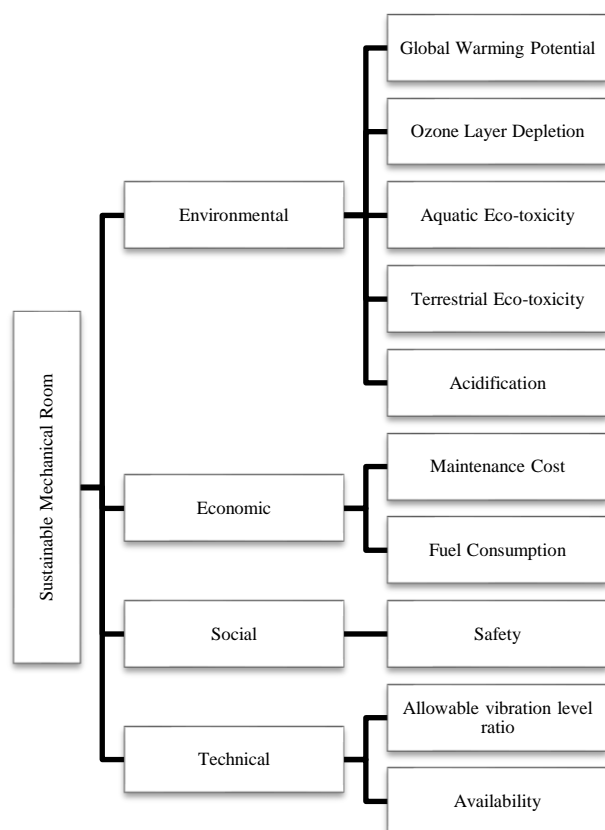 Sustainable Mechanical Room
Environmental
Global Warming Potential
Ozone Layer Depletion
Aquatic Eco-toxicity
Terrestrial Eco-toxicity
Acidification
Economic
Maintenance Cost
Fuel Consumption
Social
Safety
Technical
Allowable vibration level
ratio
Availability